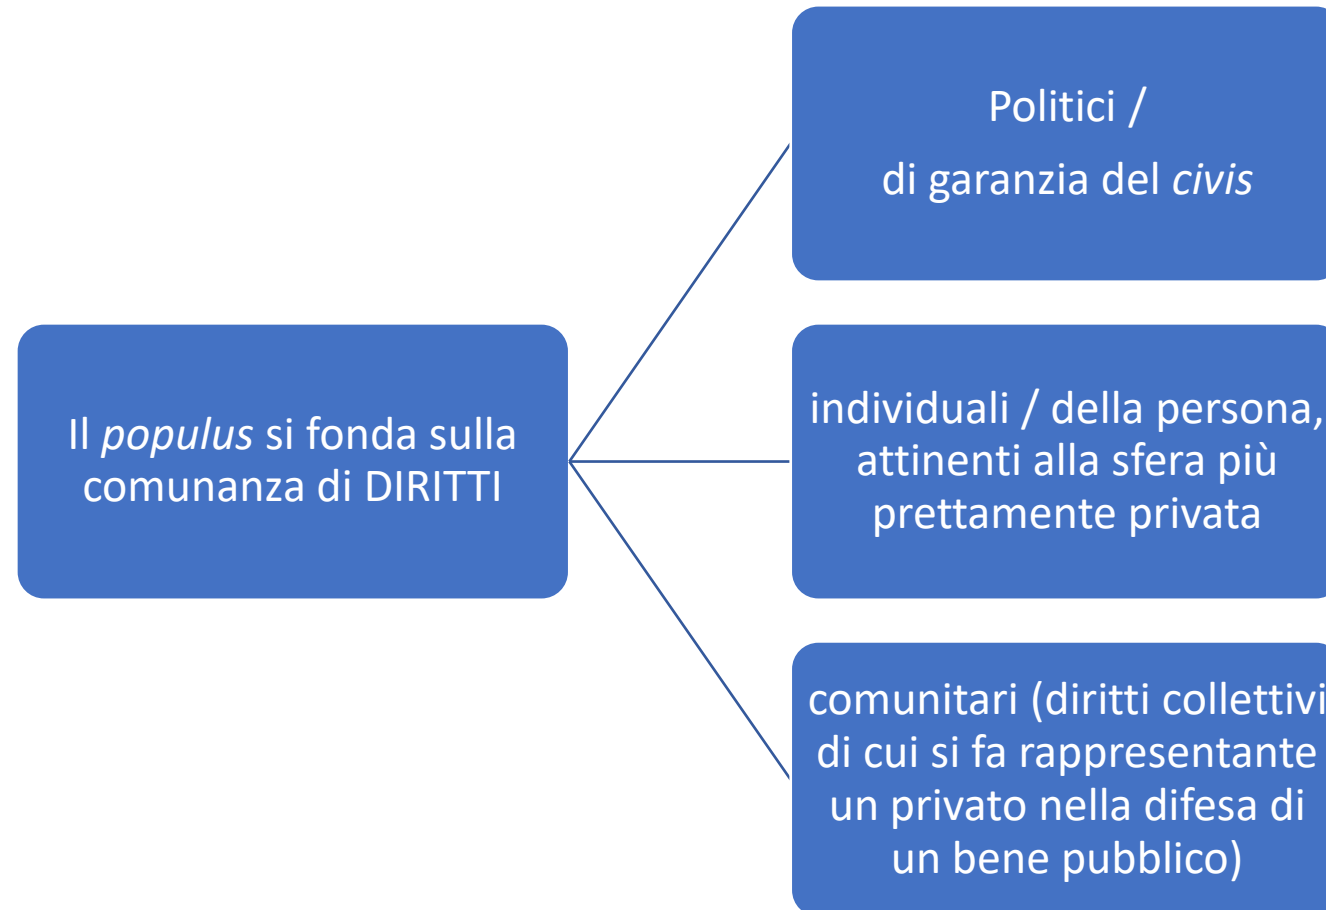 Politici /
di garanzia del civis
Il populus si fonda sulla
comunanza di DIRITTI
individuali / della persona,
attinenti alla sfera più
prettamente privata
comunitari (diritti collettivi
di cui si fa rappresentante
un privato nella difesa di
un bene pubblico)